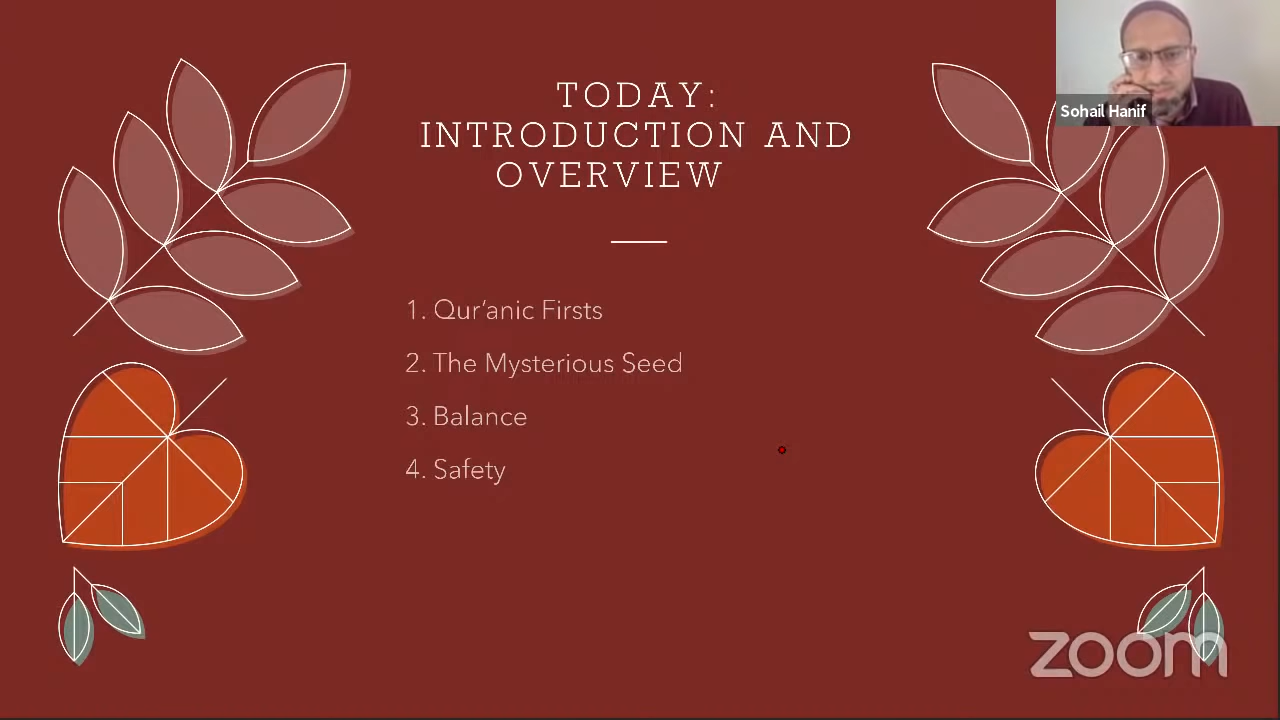 TODAY:
INTRODUCTION AND
OVERVIEW
Sohail Hanif
1. Qur'anic Firsts
2. The Mysterious Seed
3. Balance
4. Safety
zoom